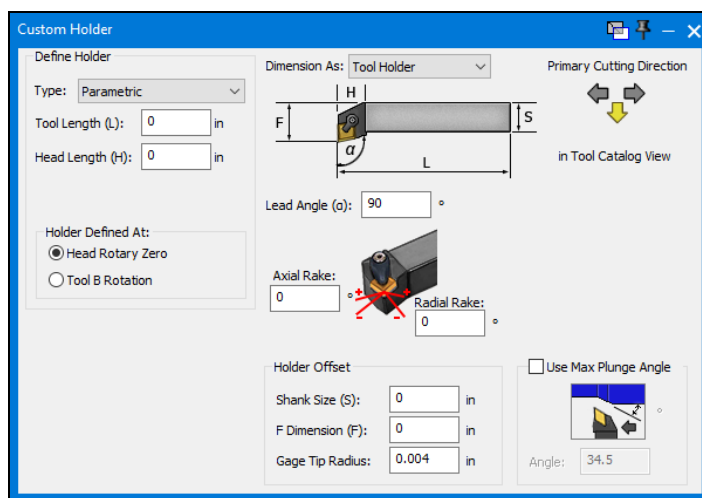 Custom Holder
Define Holder
Type: Parametric
Tool Length (L): 0 in
Head Length (H): 0 in
Holder Defined At:
Head Rotary Zero
Tool B Rotation
Dimension As: Tool Holder
H
F
S
α
L
Lead Angle (α): 90 °
Axial Rake:
0 °
Radial Rake:
0 °
+ +
- -
Primary Cutting Direction
in Tool Catalog View
Holder Offset
Shank Size (S): 0 in
F Dimension (F): 0 in
Gage Tip Radius: 0.004 in
Use Max Plunge Angle
°
Angle: 34.5